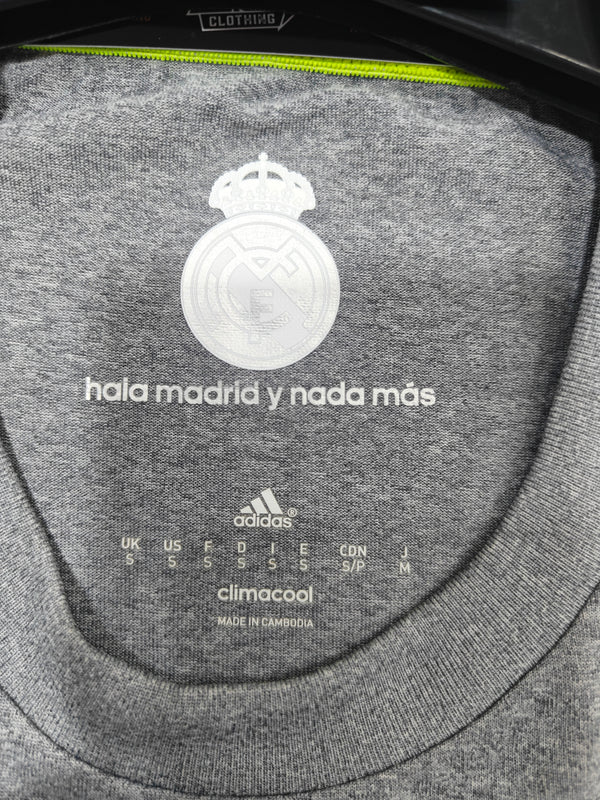 CLOTHING
hala madrid y nada más
adidas®
UK US F D I E CDN J
S S S S S S S/P M
climacool
MADE IN CAMBODIA